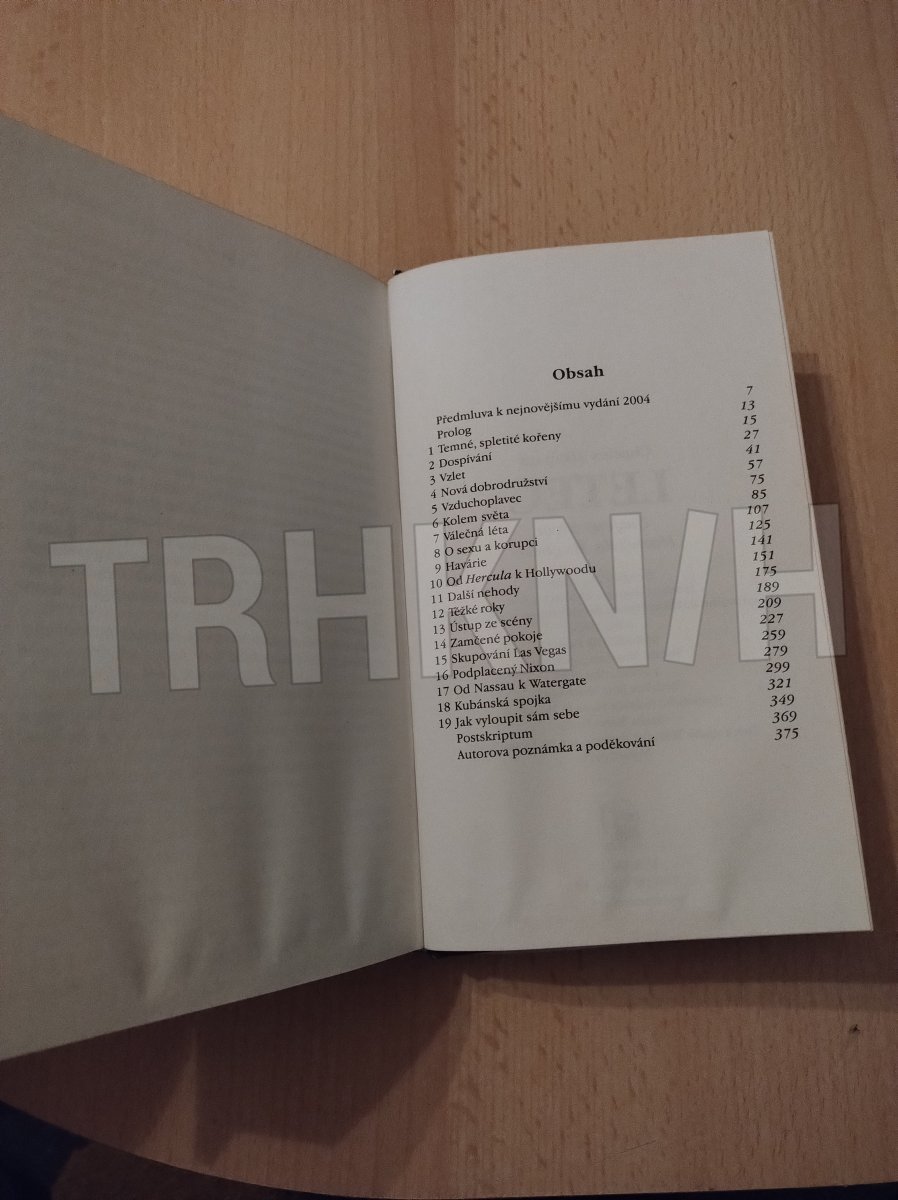 Obsah
Předmluva k nejnovějšímu vydání 2004 7
Prolog 13
1 Temné, spletité kořeny 15
2 Dospívání 27
3 Vzlet 41
4 Nová dobrodružství 57
5 Vzduchoplavec 75
6 Kolem světa 85
7 Válečná léta 107
8 O sexu a korupci 125
9 Havárie 141
10 Od Hercula k Hollywoodu 151
11 Další nehody 175
12 Těžké roky 189
13 Ústup ze scény 209
14 Zamčené pokoje 227
15 Skupování Las Vegas 259
16 Podplacený Nixon 279
17 Od Nassau k Watergate 299
18 Kubánská spojka 321
19 Jak vyloupit sám sebe 349
Postskriptum 369
Autorova poznámka a poděkování 375
TRHKN/H